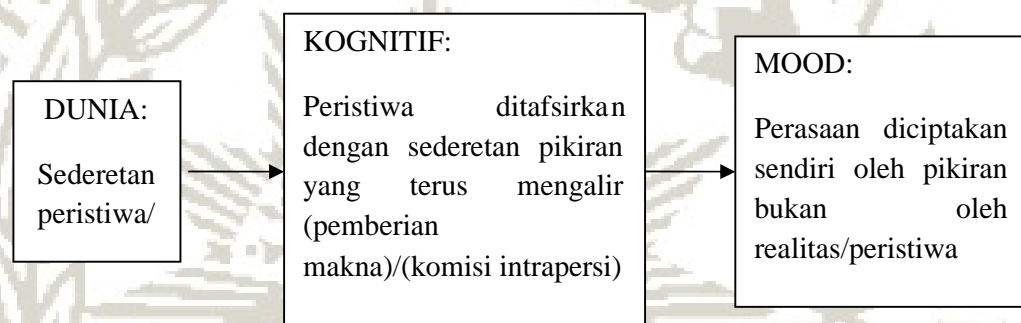 DUNIA:
Sederetan
peristiwa/
KOGNITIF:
Peristiwa ditafsirkan
dengan sederetan pikiran
yang terus mengalir
(pemberian
makna)/(komisi intrapersi)
MOOD:
Perasaan diciptakan
sendiri oleh pikiran
bukan oleh
realitas/peristiwa